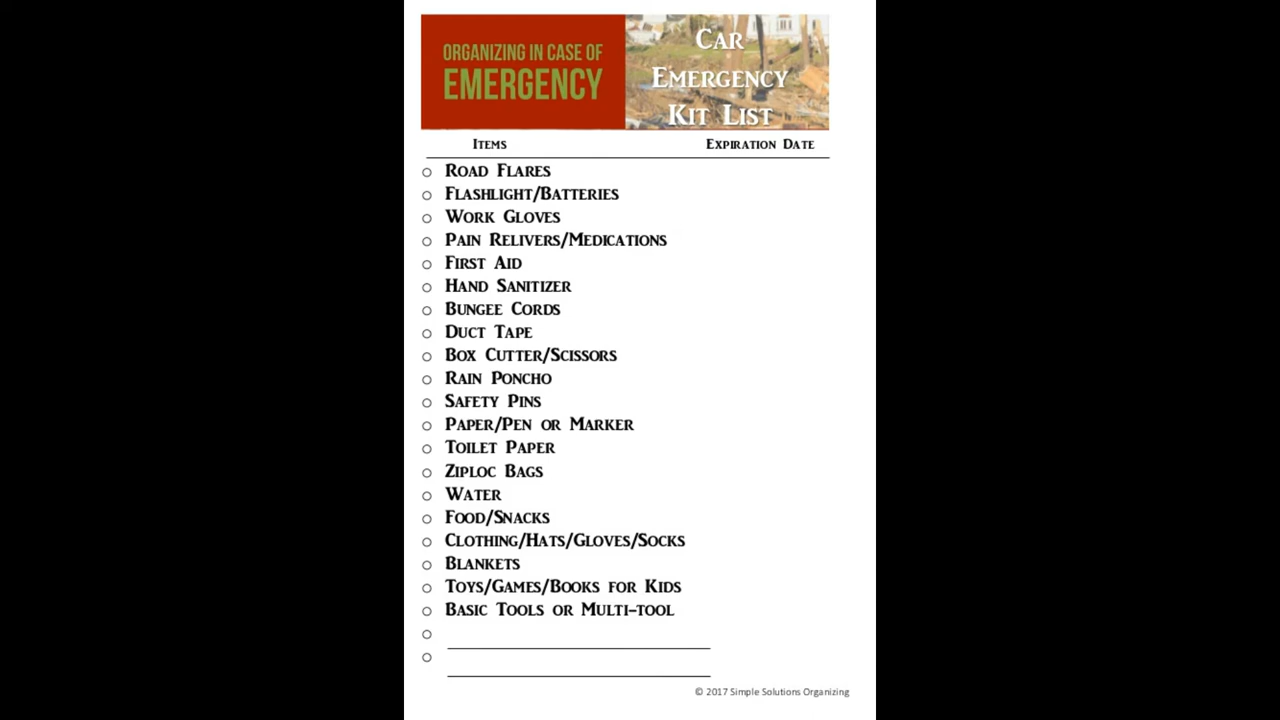 ORGANIZING IN CASE OF
EMERGENCY
Car
Emergency
Kit List
Items Expiration Date
Road Flares
Flashlight/Batteries
Work Gloves
Pain Relivers/Medications
First Aid
Hand Sanitizer
Bungee Cords
Duct Tape
Box Cutter/Scissors
Rain Poncho
Safety Pins
Paper/Pen or Marker
Toilet Paper
Ziploc Bags
Water
Food/Snacks
Clothing/Hats/Gloves/Socks
Blankets
Toys/Games/Books for Kids
Basic Tools or Multi-tool
© 2017 Simple Solutions Organizing